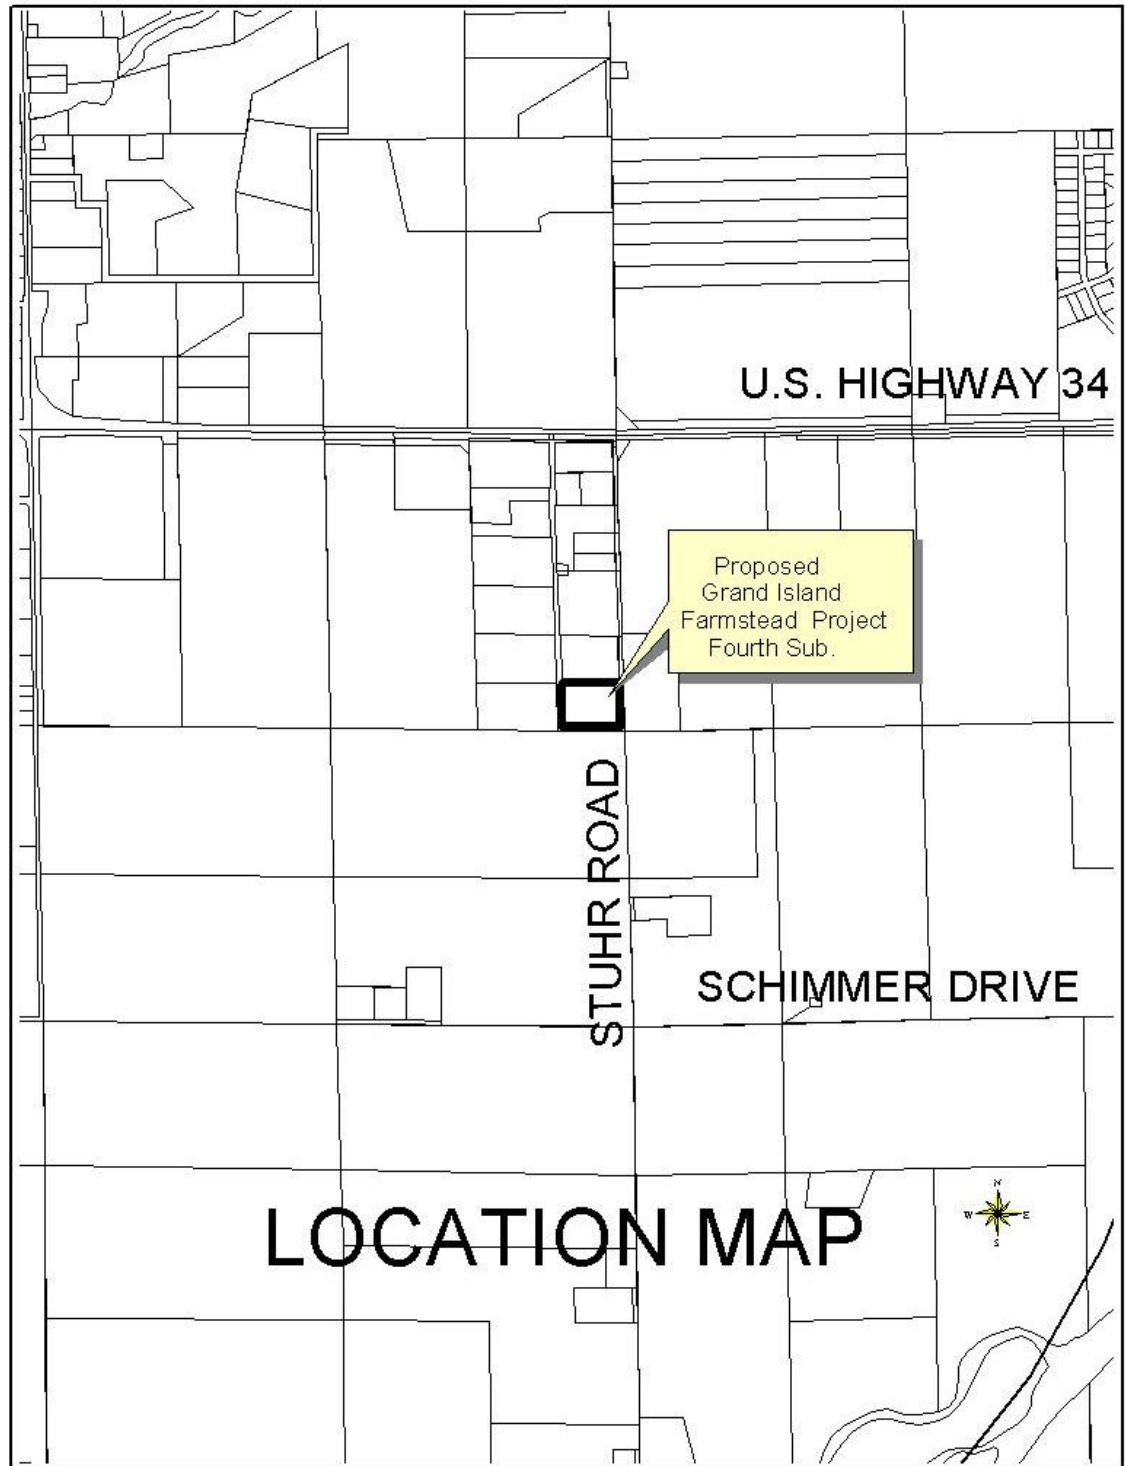 U.S. HIGHWAY 34
Proposed
Grand Island
Farmstead Project
Fourth Sub.
STUHR ROAD
SCHIMMER DRIVE
LOCATION MAP
N
W E
S